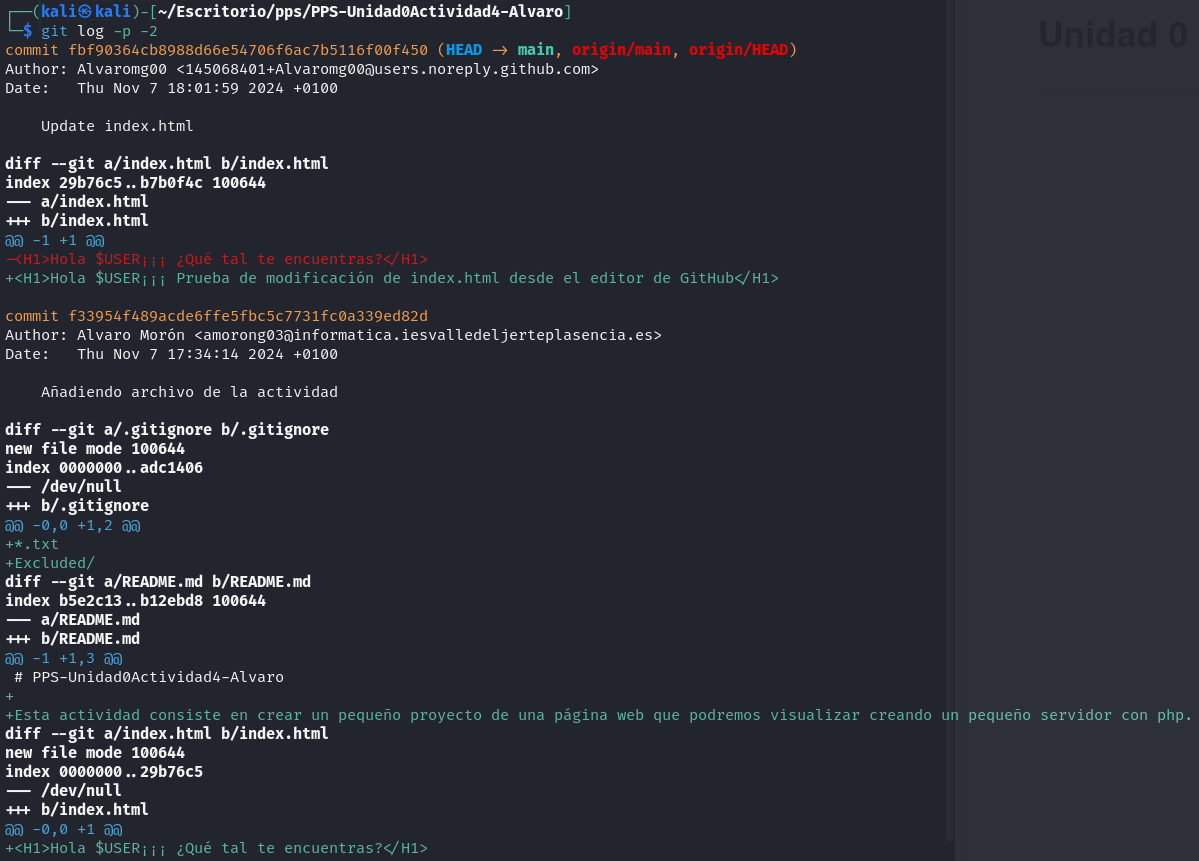 ┌──(kali㉿kali)-[~/Escritorio/pps/PPS-Unidad0Actividad4-Alvaro]
└─$ git log -p -2
commit fbf90364cb8988d66e54706f6ac7b5116f00f450 (HEAD -> main, origin/main, origin/HEAD)
Author: Alvaromg00 <145068401+Alvaromg00@users.noreply.github.com>
Date:   Thu Nov 7 18:01:59 2024 +0100

    Update index.html

diff --git a/index.html b/index.html
index 29b76c5..b7b0f4c 100644
--- a/index.html
+++ b/index.html
@@ -1 +1 @@
-<H1>Hola $USER¡¡¡ ¿Qué tal te encuentras?</H1>
+<H1>Hola $USER¡¡¡ Prueba de modificación de index.html desde el editor de GitHub</H1>

commit f33954f489acde6ffe5fbc5c7731fc0a339ed82d
Author: Alvaro Morón <amorong03@informatica.iesvalledeljerteplasencia.es>
Date:   Thu Nov 7 17:34:14 2024 +0100

    Añadiendo archivo de la actividad

diff --git a/.gitignore b/.gitignore
new file mode 100644
index 0000000..adc1406
--- /dev/null
+++ b/.gitignore
@@ -0,0 +1,2 @@
+*.txt
+Excluded/
diff --git a/README.md b/README.md
index b5e2c13..b12ebd8 100644
--- a/README.md
+++ b/README.md
@@ -1 +1,3 @@
 # PPS-Unidad0Actividad4-Alvaro
+
+Esta actividad consiste en crear un pequeño proyecto de una página web que podremos visualizar creando un pequeño servidor con php.
diff --git a/index.html b/index.html
new file mode 100644
index 0000000..29b76c5
--- /dev/null
+++ b/index.html
@@ -0,0 +1 @@
+<H1>Hola $USER¡¡¡ ¿Qué tal te encuentras?</H1>
Unidad 0